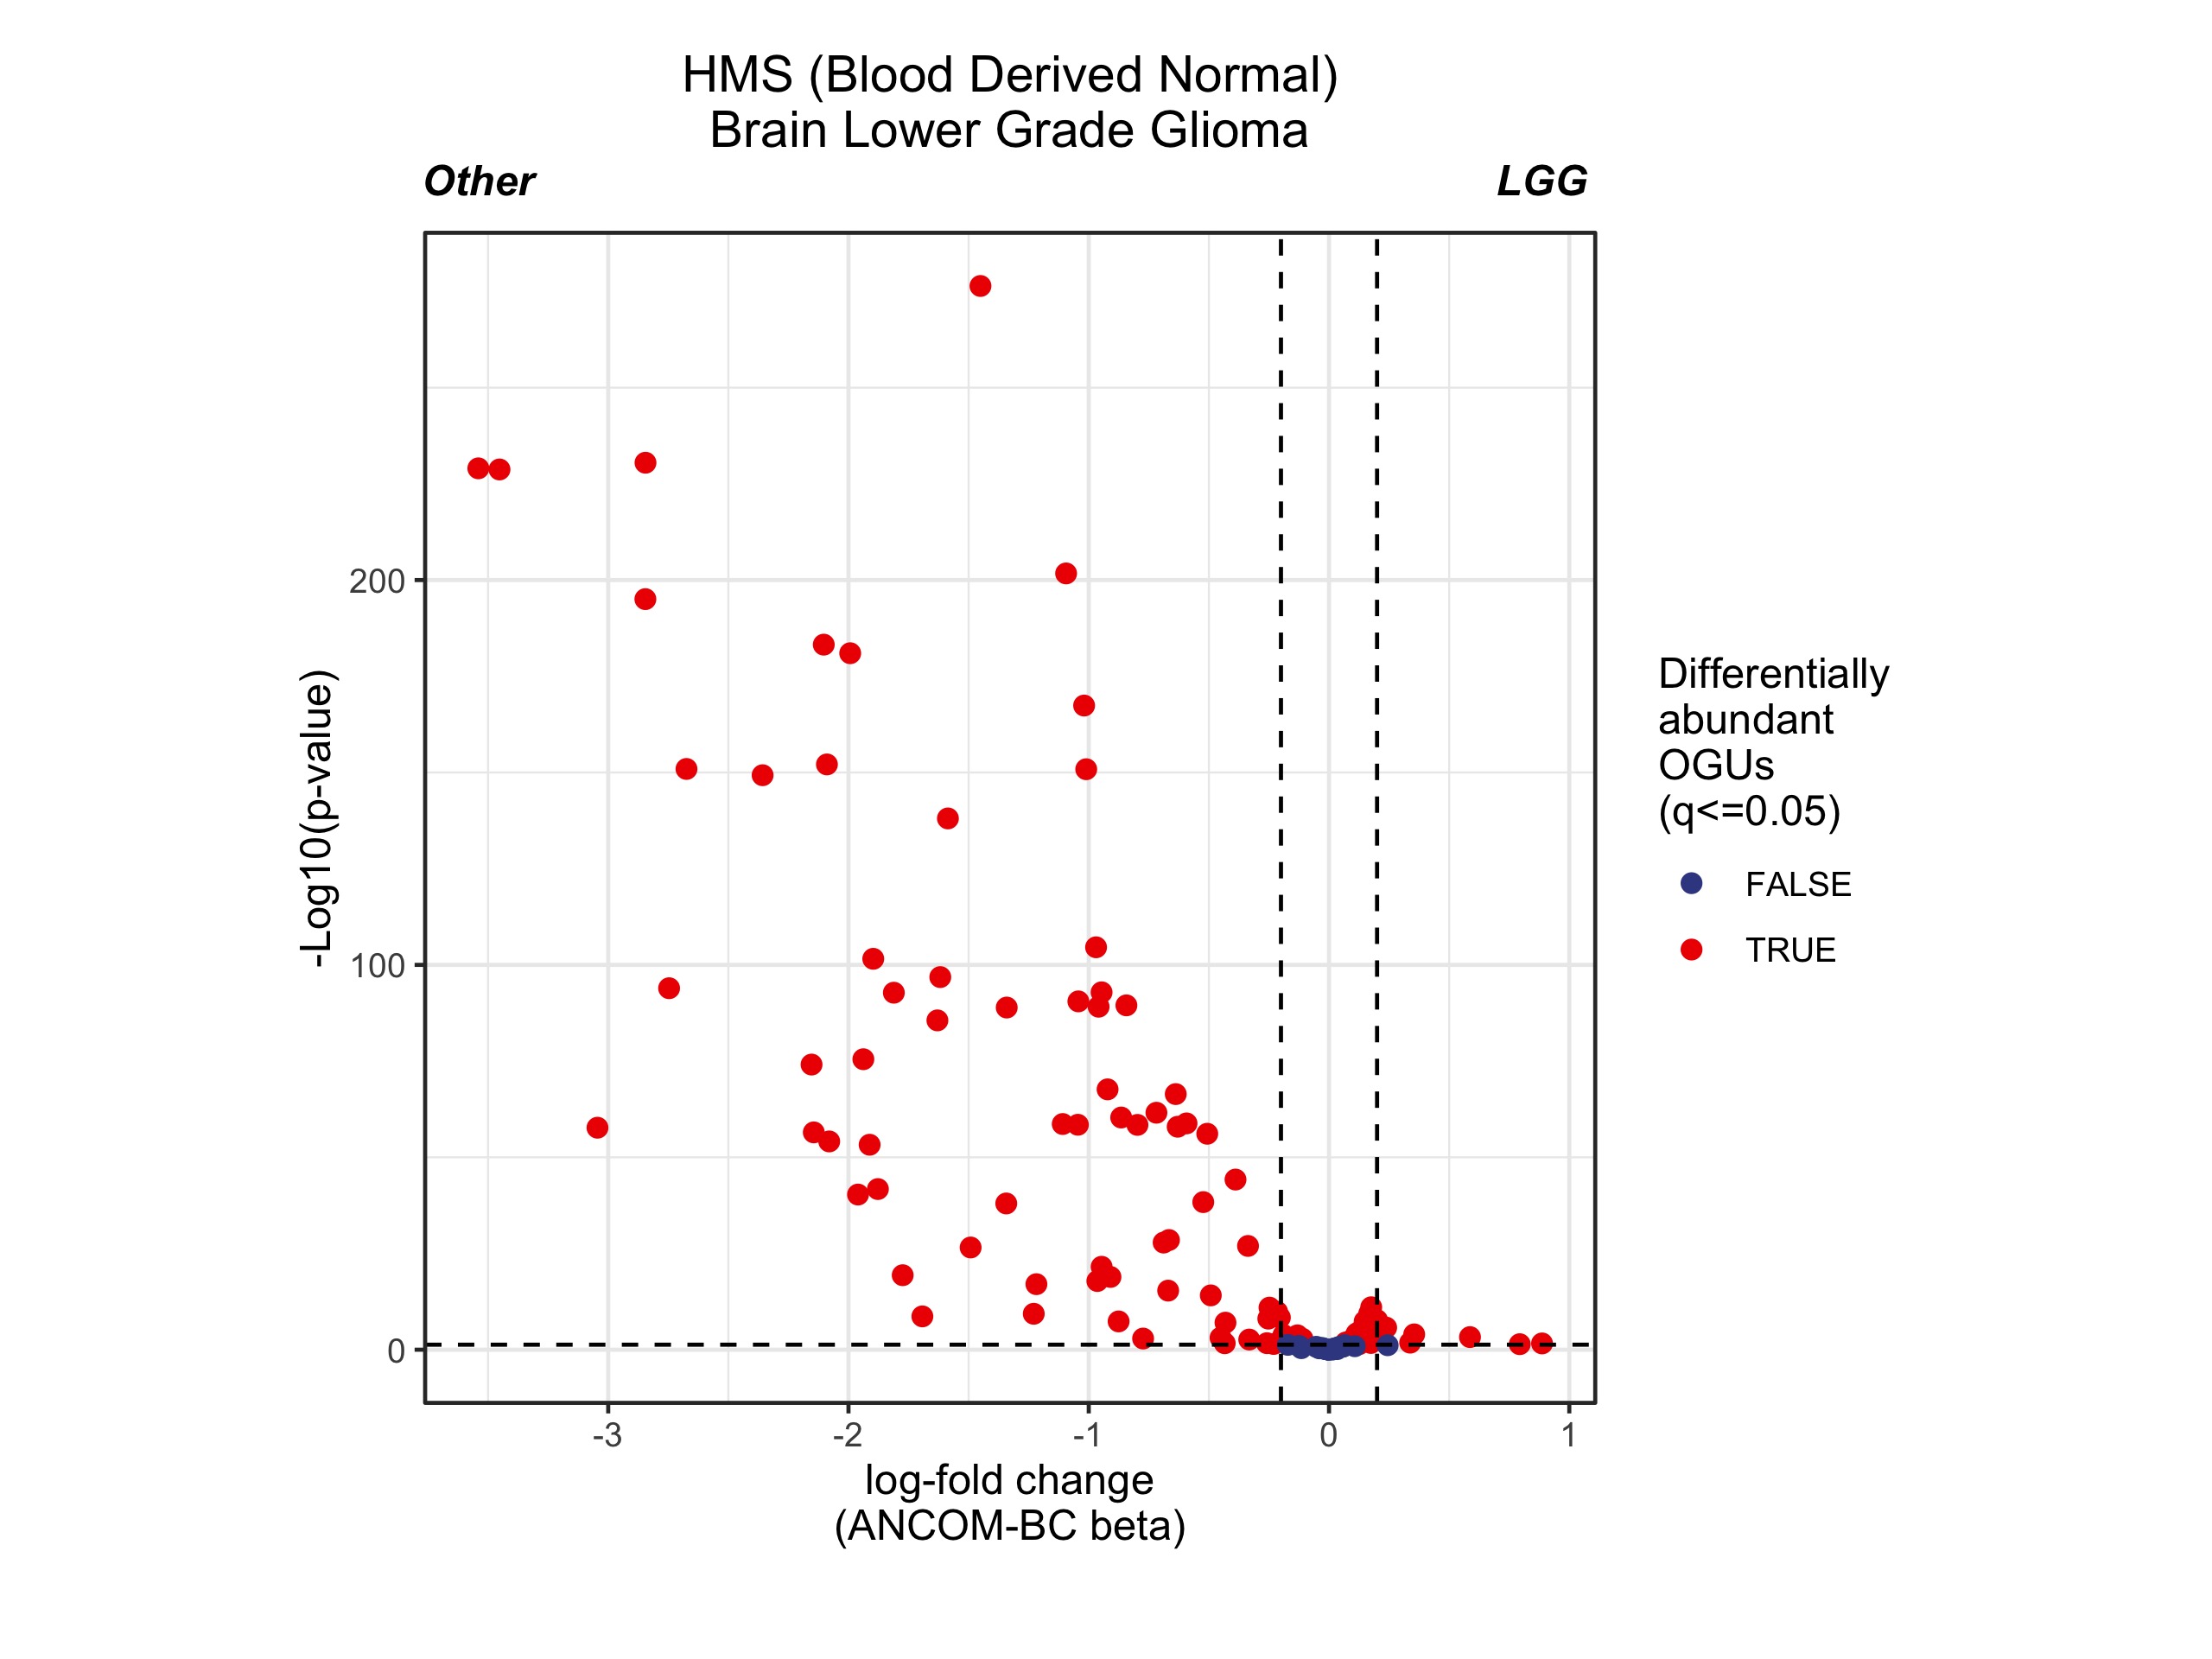 HMS (Blood Derived Normal)
Brain Lower Grade Glioma
Other
LGG
-Log10(p-value)
200
100
0
-3
-2
-1
0
1
log-fold change
(ANCOM-BC beta)
Differentially
abundant
OGUs
(q<=0.05)
FALSE
TRUE